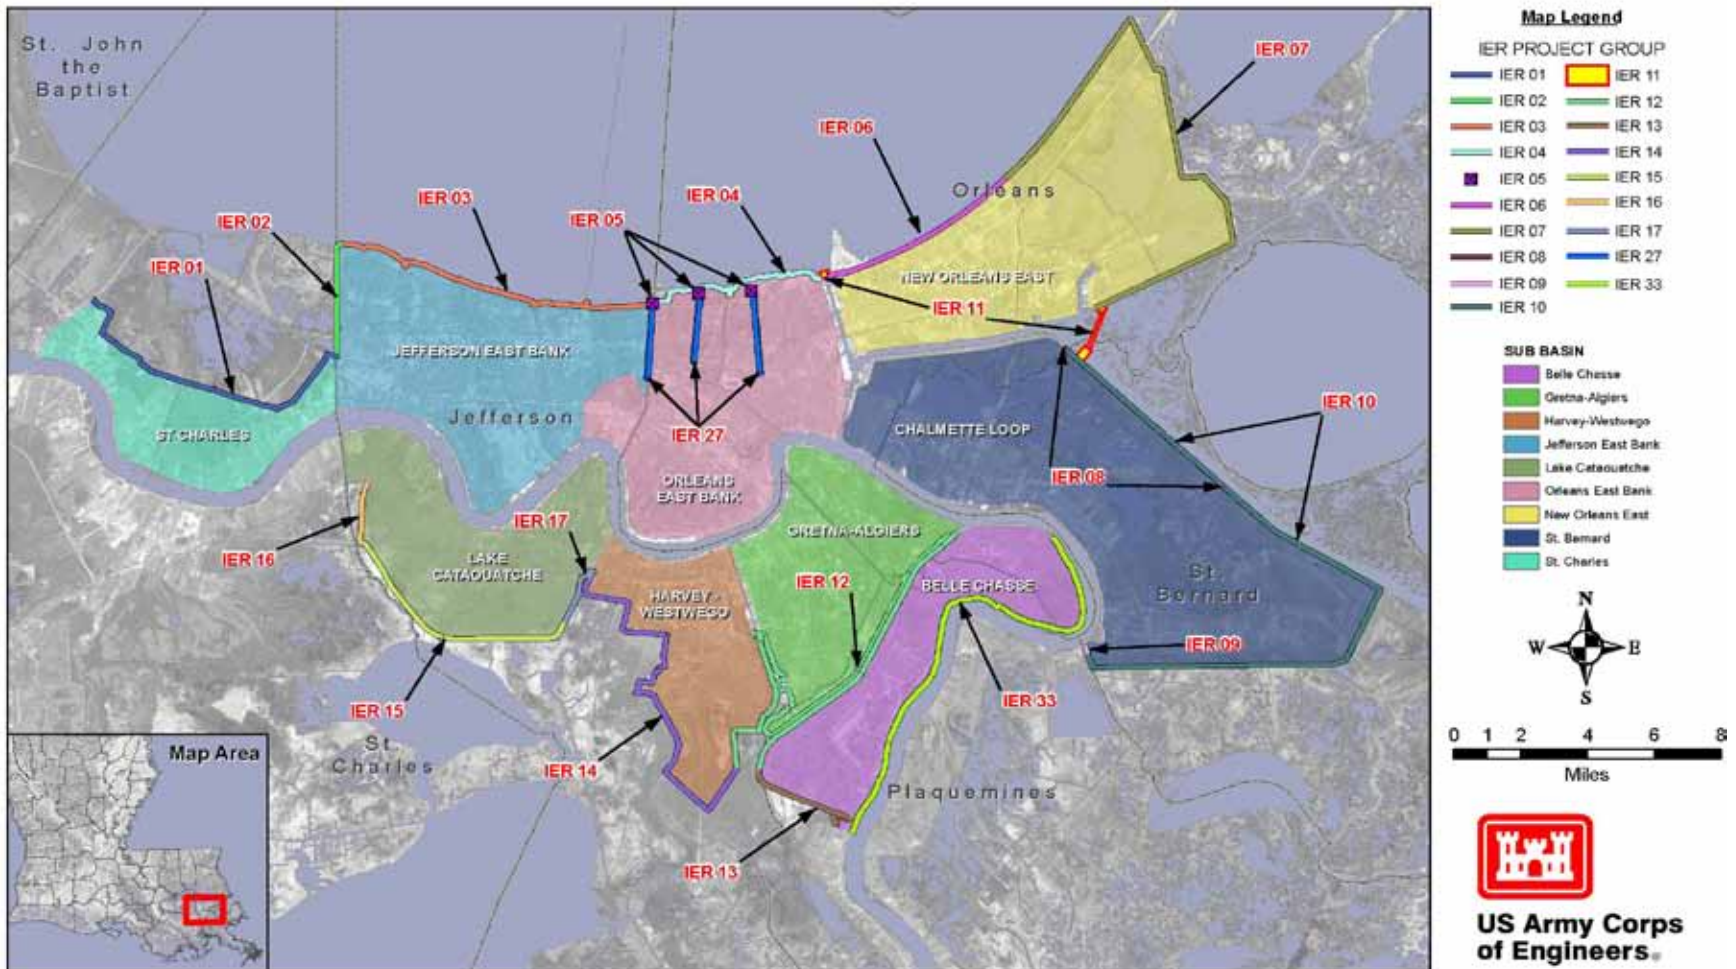 St. John
the
Baptist
IER 07
IER 06
Orleans
IER 04
IER 03
IER 05
IER 02
IER 01
NEW ORLEANS EAST
IER 11
JEFFERSON EAST BANK
Jefferson
IER 10
ST CHARLES
IER 27
CHALMETTE LOOP
IER 08
ORLEANS
EAST BANK
IER 17
GRETNA-ALGIERS
IER 16
LAKE
CATAOUATCHE
IER 12
BELLE CHASSE
St.
Bernard
HARVEY -
WESTWEGO
IER 09
IER 33
IER 15
St.
Charles
IER 14
Plaquemines
IER 13
Map Area
Map Legend
IER PROJECT GROUP
IER 01
IER 02
IER 03
IER 04
IER 05
IER 06
IER 07
IER 08
IER 09
IER 10
IER 11
IER 12
IER 13
IER 14
IER 15
IER 16
IER 17
IER 27
IER 33
SUB BASIN
Belle Chasse
Gretna-Algiers
Harvey-Westwego
Jefferson East Bank
Lake Cataouatche
Orleans East Bank
New Orleans East
St. Bernard
St. Charles
N
W E
S
0 1 2 4 6 8
Miles
US Army Corps
of Engineers®